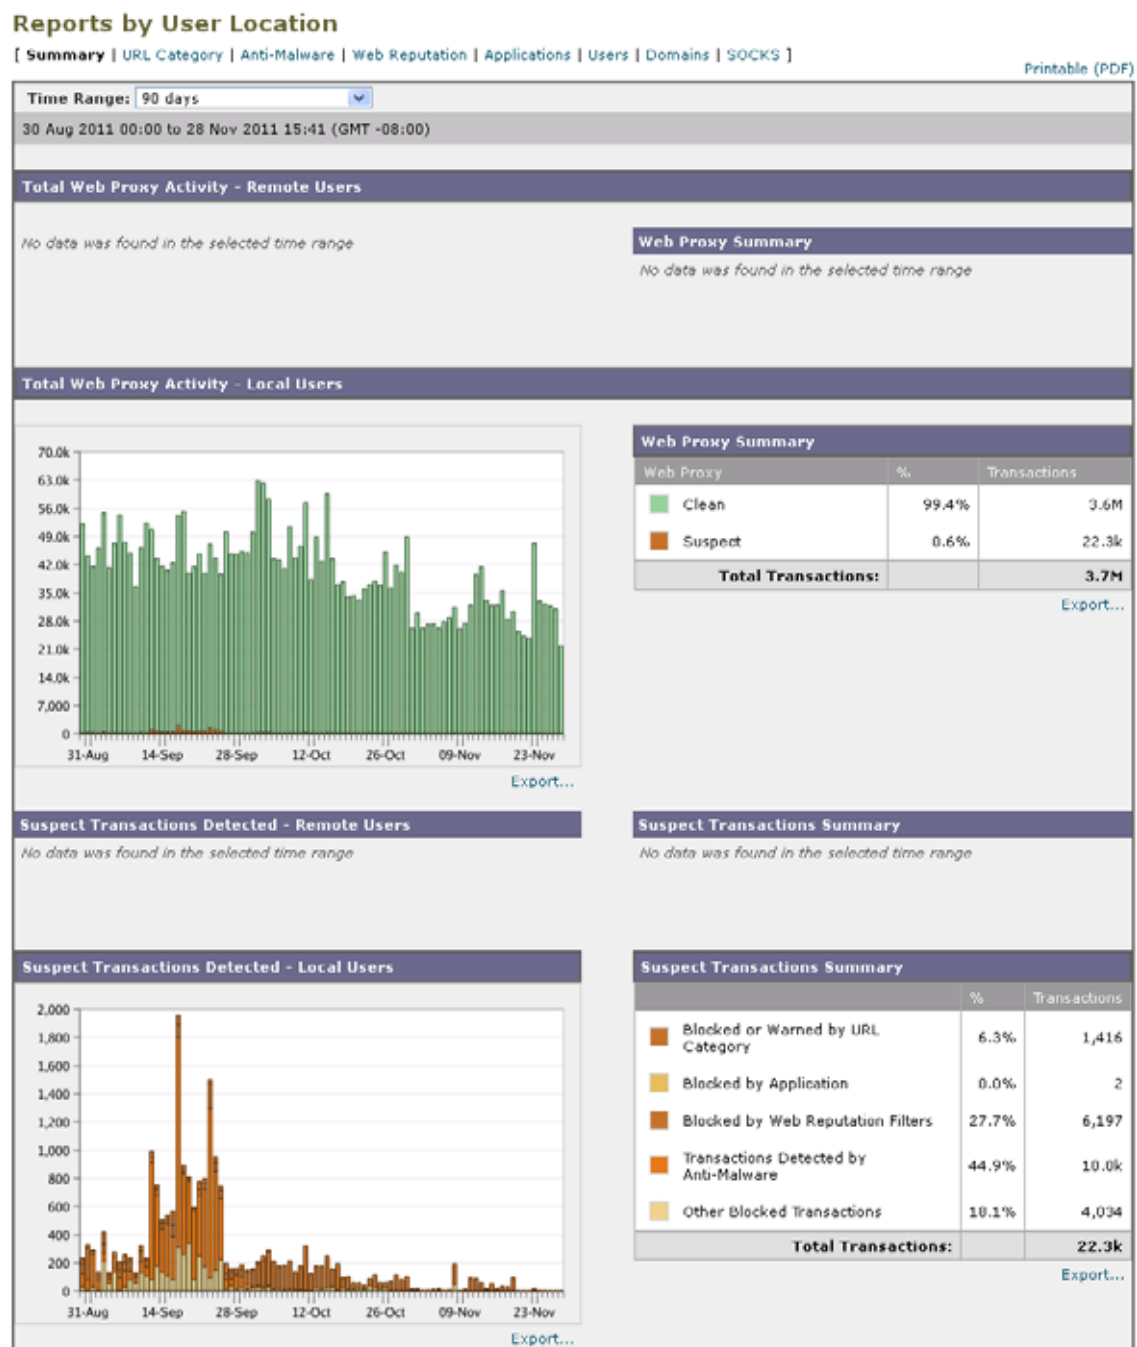 Reports by User Location
[ Summary | URL Category | Anti-Malware | Web Reputation | Applications | Users | Domains | SOCKS ]
Printable (PDF)
Time Range: 90 days
30 Aug 2011 00:00 to 28 Nov 2011 15:41 (GMT -08:00)
Total Web Proxy Activity - Remote Users
No data was found in the selected time range
Web Proxy Summary
No data was found in the selected time range
Total Web Proxy Activity - Local Users
70.0k
63.0k
56.0k
49.0k
42.0k
35.0k
28.0k
21.0k
14.0k
7,000
0
31-Aug 14-Sep 28-Sep 12-Oct 26-Oct 09-Nov 23-Nov
Export...
Web Proxy Summary
Web Proxy % Transactions
Clean 99.4% 3.6M
Suspect 0.6% 22.3k
Total Transactions: 3.7M
Export...
Suspect Transactions Detected - Remote Users
No data was found in the selected time range
Suspect Transactions Summary
No data was found in the selected time range
Suspect Transactions Detected - Local Users
2,000
1,800
1,600
1,400
1,200
1,000
800
600
400
200
0
31-Aug 14-Sep 28-Sep 12-Oct 26-Oct 09-Nov 23-Nov
Export...
Suspect Transactions Summary
% Transactions
Blocked or Warned by URL
Category 6.3% 1,416
Blocked by Application 0.0% 2
Blocked by Web Reputation Filters 27.7% 6,197
Transactions Detected by
Anti-Malware 44.9% 10.0k
Other Blocked Transactions 18.1% 4,034
Total Transactions: 22.3k
Export...